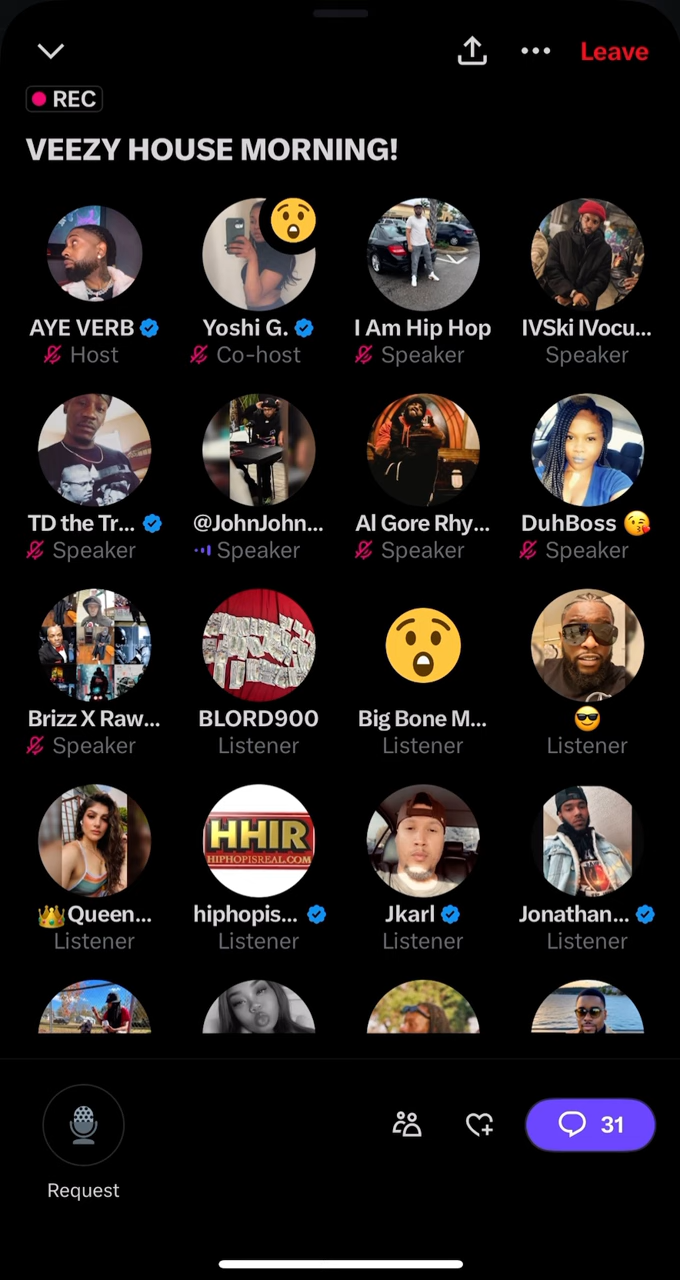 Leave
REC
VEEZY HOUSE MORNING!
AYE VERB
Yoshi G.
I Am Hip Hop
IVSki IVocu...
Host
Co-host
Speaker
Speaker
TD the Tr...
@JohnJohn...
Al Gore Rhy...
DuhBoss 😘
Speaker
Speaker
Speaker
Speaker
Brizz X Raw...
BLORD900
Big Bone M...
😎
Speaker
Listener
Listener
Listener
HHIR
HIPHOPISREAL.COM
👑Queen...
hiphopis...
Jkarl
Jonathan...
Listener
Listener
Listener
Listener
31
Request